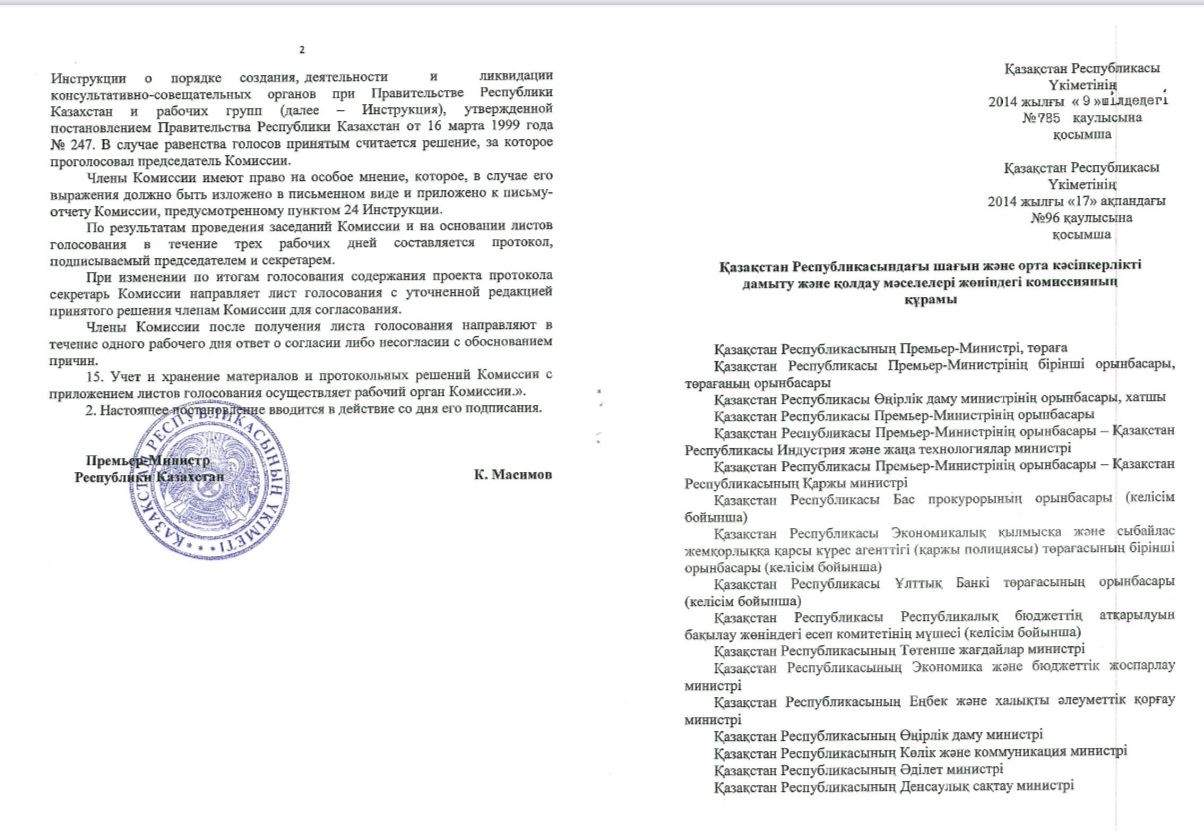 2
Инструкции о порядке создания, деятельности и ликвидации
консультативно-совещательных органов при Правительстве Республики
Казахстан и рабочих групп (далее – Инструкция), утвержденной
постановлением Правительства Республики Казахстан от 16 марта 1999 года
№ 247. В случае равенства голосов принятым считается решение, за которое
проголосовал председатель Комиссии.
Члены Комиссии имеют право на особое мнение, которое, в случае его
выражения должно быть изложено в письменном виде и приложено к письму-
отчету Комиссии, предусмотренному пунктом 24 Инструкции.
По результатам проведения заседаний Комиссии и на основании листов
голосования в течение трех рабочих дней составляется протокол,
подписываемый председателем и секретарем.
При изменении по итогам голосования содержания проекта протокола
секретарь Комиссии направляет лист голосования с уточненной редакцией
принятого решения членам Комиссии для согласования.
Члены Комиссии после получения листа голосования направляют в
течение одного рабочего дня ответ о согласии либо несогласии с обоснованием
причин.
15. Учет и хранение материалов и протокольных решений Комиссии с
приложением листов голосования осуществляет рабочий орган Комиссии.».
2. Настоящее постановление вводится в действие со дня его подписания.
Премьер-Министр
Республики Казахстан К. Масимов
ҚАЗАҚСТАН РЕСПУБЛИКАСЫНЫҢ ҮКІМЕТІ
Қазақстан Республикасы
Үкіметінің
2014 жылғы « 9 »шілдедегі
№785 қаулысына
қосымша
Қазақстан Республикасы
Үкіметінің
2014 жылғы «17» ақпандағы
№96 қаулысына
қосымша
Қазақстан Республикасындағы шағын және орта кәсіпкерлікті
дамыту және қолдау мәселелері жөніндегі комиссияның
құрамы
Қазақстан Республикасының Премьер-Министрі, төраға
Қазақстан Республикасы Премьер-Министрінің бірінші орынбасары,
төрағаның орынбасары
Қазақстан Республикасы Өңірлік даму министрінің орынбасары, хатшы
Қазақстан Республикасы Премьер-Министрінің орынбасары
Қазақстан Республикасы Премьер-Министрінің орынбасары – Қазақстан
Республикасы Индустрия және жаңа технологиялар министрі
Қазақстан Республикасы Премьер-Министрінің орынбасары – Қазақстан
Республикасының Қаржы министрі
Қазақстан Республикасы Бас прокурорының орынбасары (келісім
бойынша)
Қазақстан Республикасы Экономикалық қылмысқа және сыбайлас
жемқорлыққа қарсы күрес агенттігі (қаржы полициясы) төрағасының бірінші
орынбасары (келісім бойынша)
Қазақстан Республикасы Ұлттық Банкі төрағасының орынбасары
(келісім бойынша)
Қазақстан Республикасы Республикалық бюджеттің атқарылуын
бақылау жөніндегі есеп комитетінің мүшесі (келісім бойынша)
Қазақстан Республикасының Төтенше жағдайлар министрі
Қазақстан Республикасының Экономика және бюджеттік жоспарлау
министрі
Қазақстан Республикасының Еңбек және халықты әлеуметтік қорғау
министрі
Қазақстан Республикасының Өңірлік даму министрі
Қазақстан Республикасының Көлік және коммуникация министрі
Қазақстан Республикасының Әділет министрі
Қазақстан Республикасының Денсаулық сақтау министрі